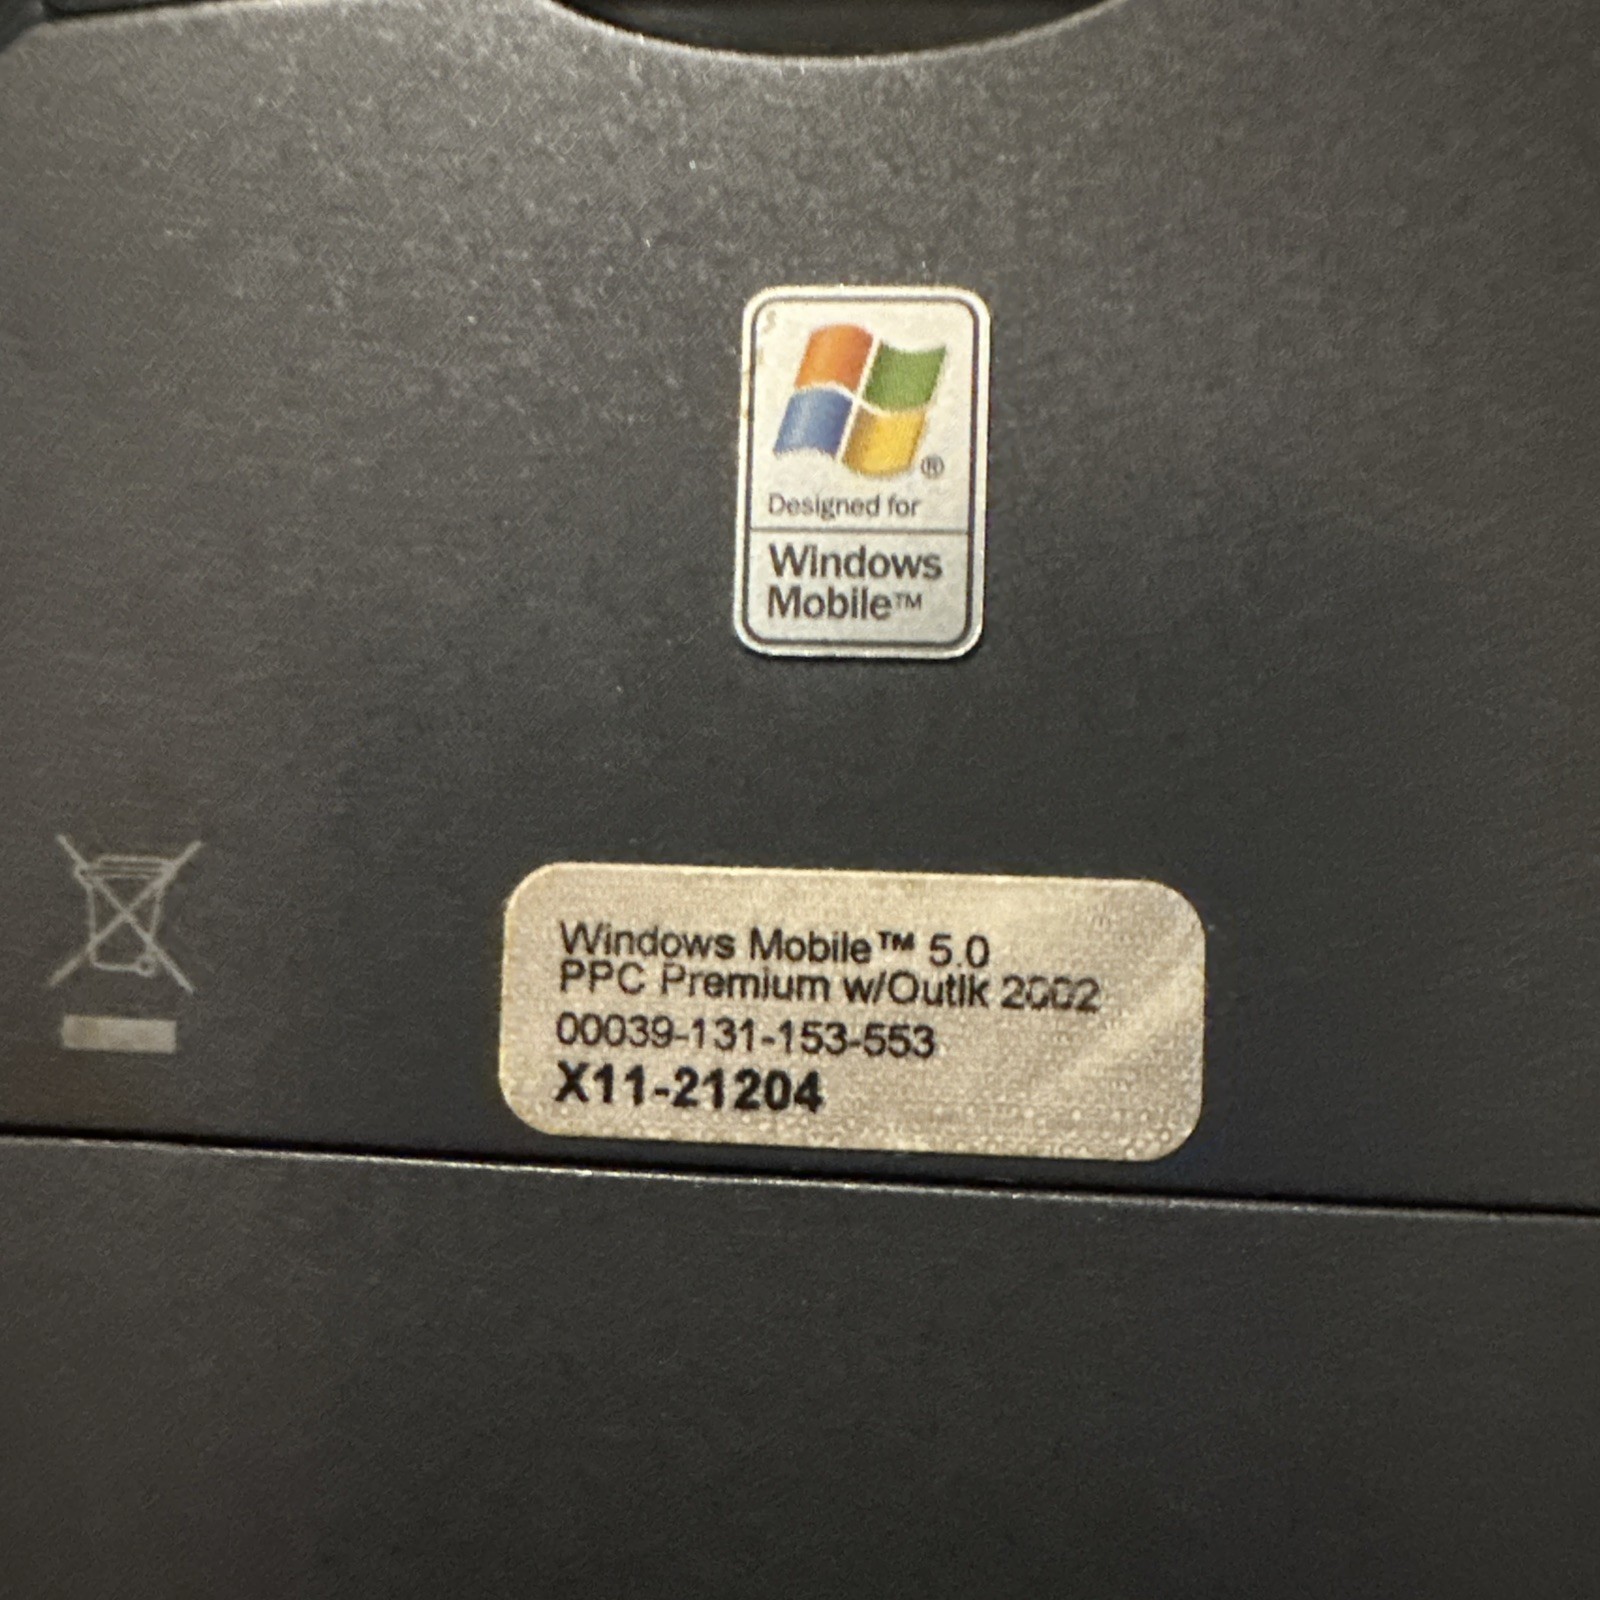 Designed for
Windows
Mobile™
Windows Mobile™ 5.0
PPC Premium w/Outlk 2002
00039-131-153-553
X11-21204